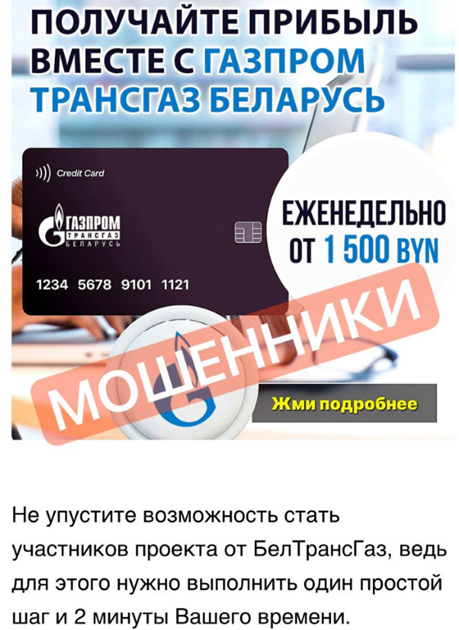 ПОЛУЧАЙТЕ ПРИБЫЛЬ
ВМЕСТЕ С ГАЗПРОМ
ТРАНСГАЗ БЕЛАРУСЬ
Credit Card
ГАЗПРОМ
ТРАНСГАЗ
БЕЛАРУСЬ
1234 5678 9101 1121
ЕЖЕНЕДЕЛЬНО
ОТ 1 500 BYN
МОШЕННИКИ
Жми подробнее
Не упустите возможность стать
участников проекта от БелТрансГаз, ведь
для этого нужно выполнить один простой
шаг и 2 минуты Вашего времени.